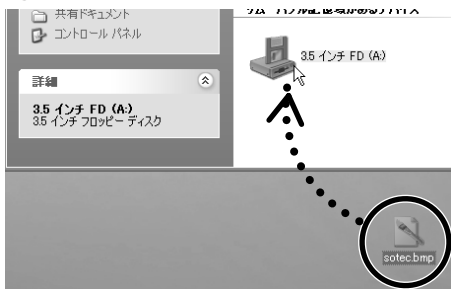 共有ドキュメント
コントロール パネル
詳細
3.5 インチ FD (A:)
3.5 インチ フロッピー ディスク
3.5 インチ FD (A:)
sotec.bmp